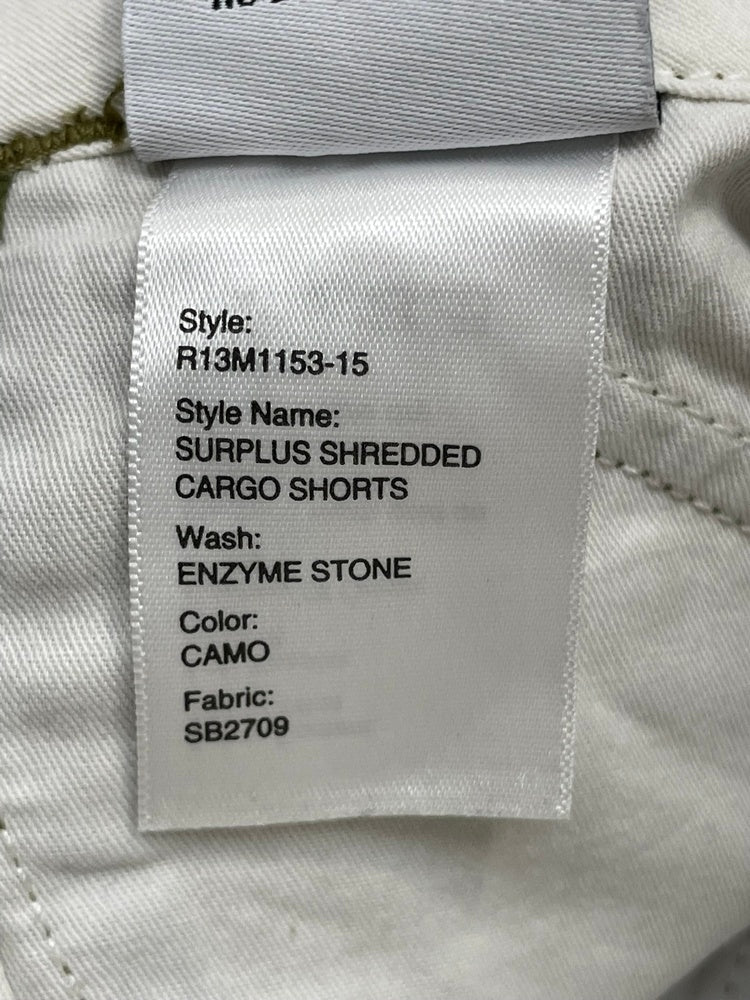 Style:
R13M1153-15
Style Name:
SURPLUS SHREDDED
CARGO SHORTS
Wash:
ENZYME STONE
Color:
CAMO
Fabric:
SB2709